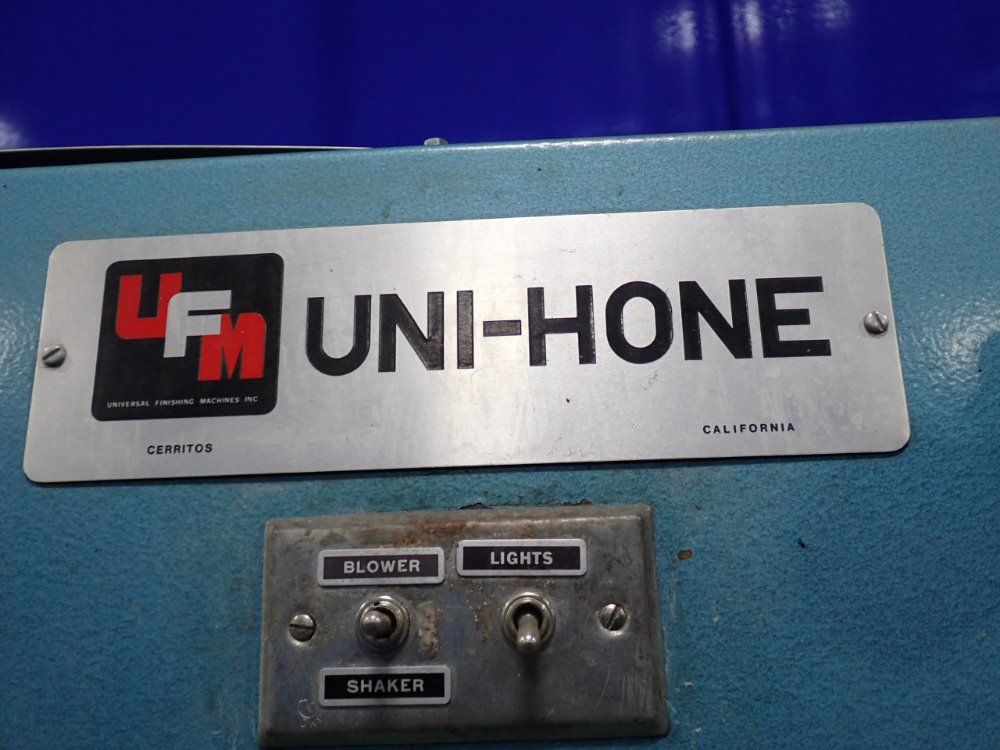 UFM
UNIVERSAL FINISHING MACHINES INC
UNI-HONE
CERRITOS
CALIFORNIA
BLOWER
LIGHTS
SHAKER